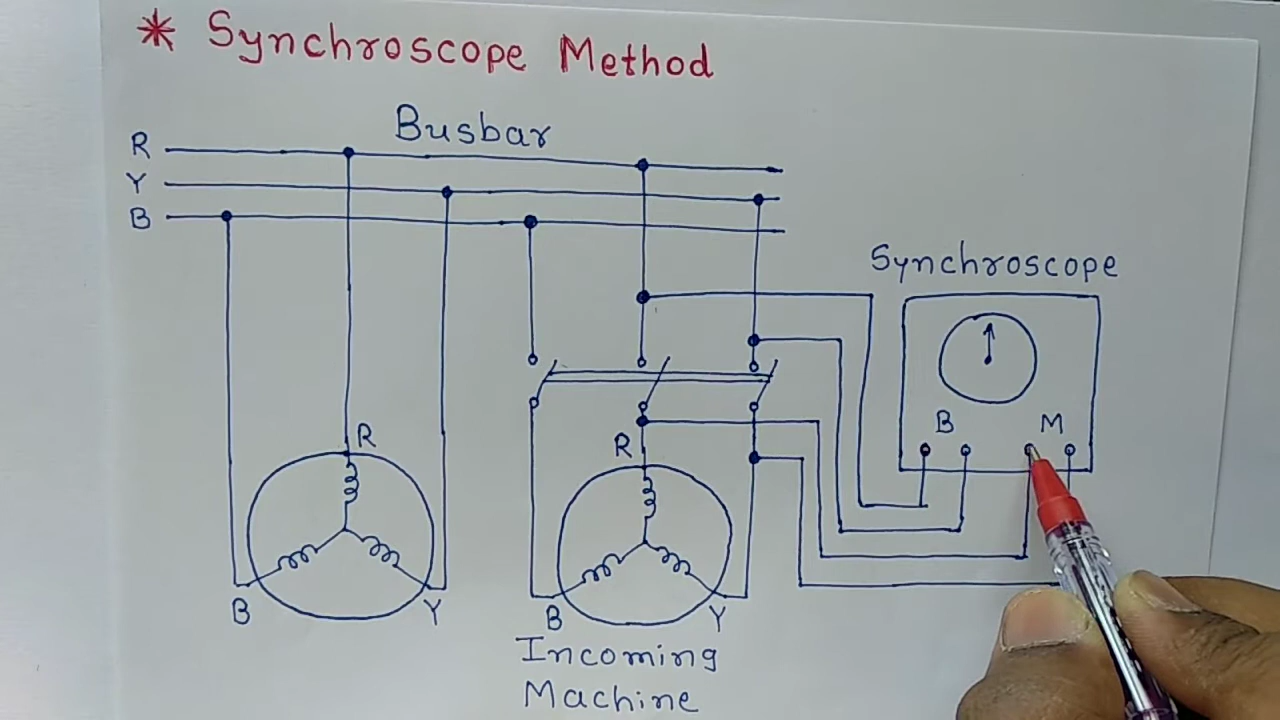 * Synchroscope Method
Busbar
R
Y
B
Synchroscope
B M
R
R
B
Y
B
Y
Incoming
Machine